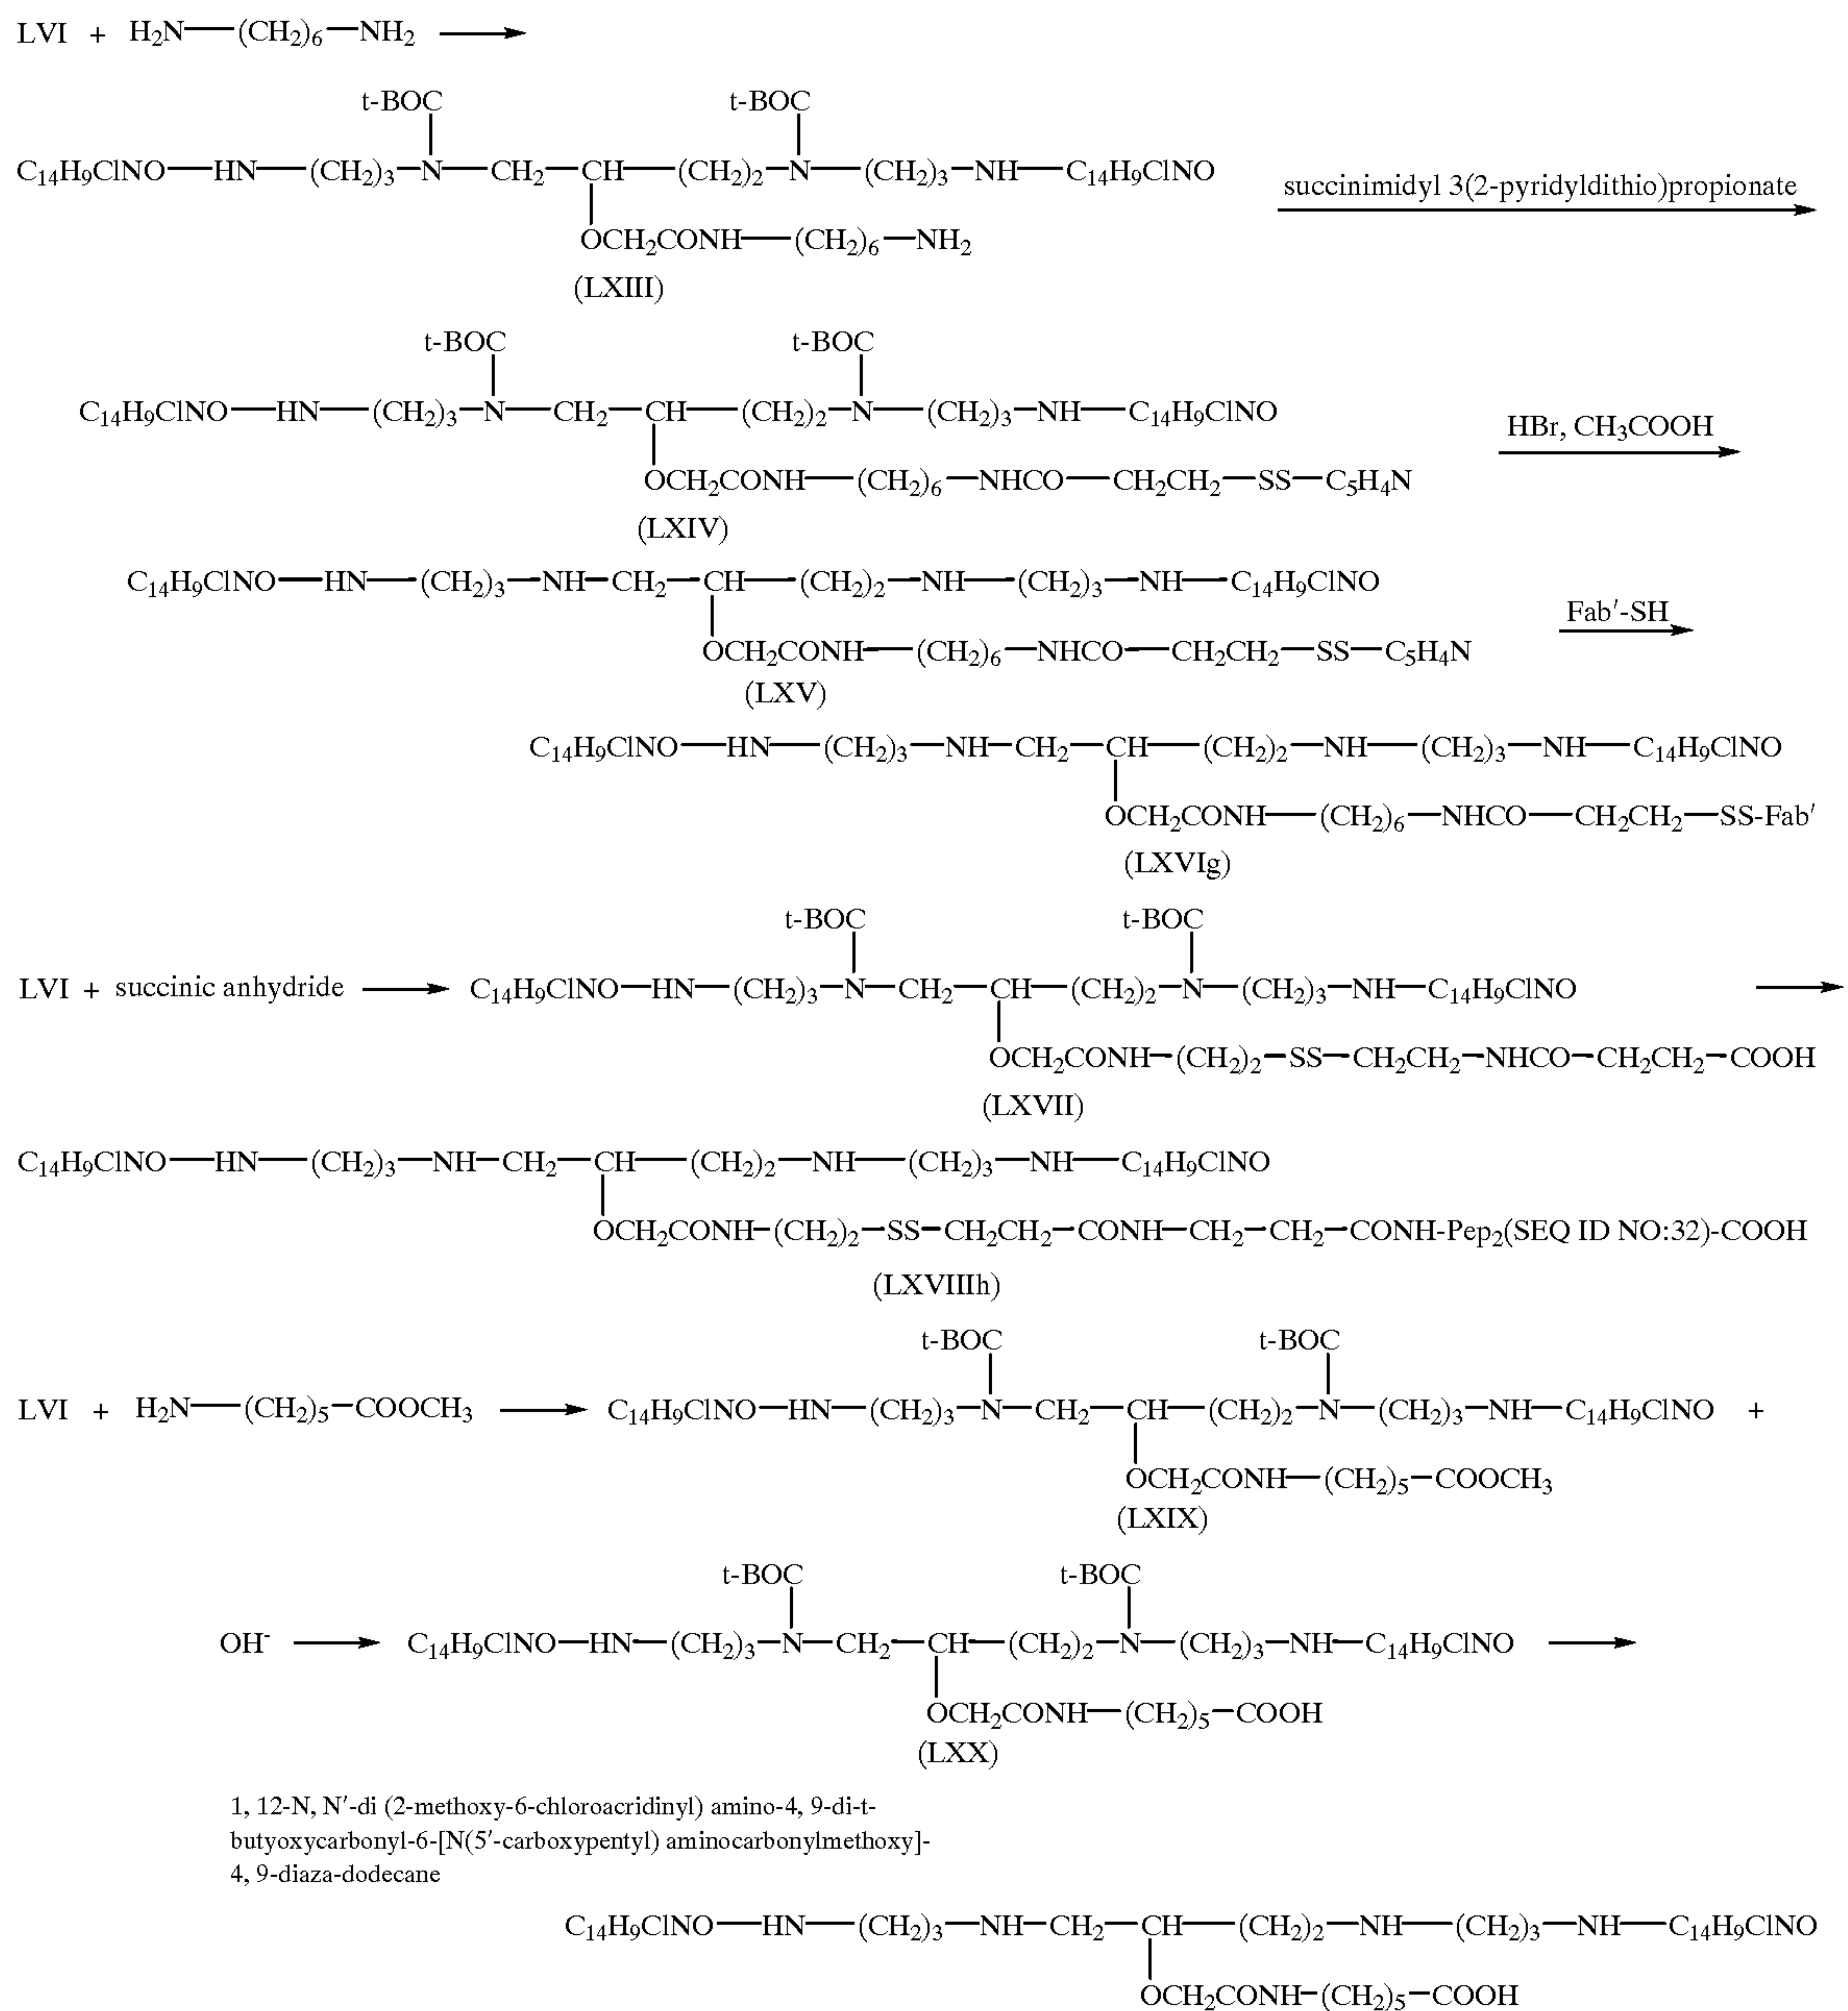 LVI + H₂N—(CH₂)₆—NH₂ ⟶
t-BOC t-BOC
C₁₄H₉ClNO—HN—(CH₂)₃—N—CH₂—CH—(CH₂)₂—N—(CH₂)₃—NH—C₁₄H₉ClNO
succinimidyl 3(2-pyridyldithio)propionate
OCH₂CONH—(CH₂)₆—NH₂
(LXIII)
t-BOC t-BOC
C₁₄H₉ClNO—HN—(CH₂)₃—N—CH₂—CH—(CH₂)₂—N—(CH₂)₃—NH—C₁₄H₉ClNO
HBr, CH₃COOH
OCH₂CONH—(CH₂)₆—NHCO—CH₂CH₂—SS—C₅H₄N
(LXIV)
C₁₄H₉ClNO—HN—(CH₂)₃—NH—CH₂—CH—(CH₂)₂—NH—(CH₂)₃—NH—C₁₄H₉ClNO
Fab′-SH
OCH₂CONH—(CH₂)₆—NHCO—CH₂CH₂—SS—C₅H₄N
(LXV)
C₁₄H₉ClNO—HN—(CH₂)₃—NH—CH₂—CH—(CH₂)₂—NH—(CH₂)₃—NH—C₁₄H₉ClNO
OCH₂CONH—(CH₂)₆—NHCO—CH₂CH₂—SS-Fab′
(LXVIg)
t-BOC t-BOC
LVI + succinic anhydride ⟶ C₁₄H₉ClNO—HN—(CH₂)₃—N—CH₂—CH—(CH₂)₂—N—(CH₂)₃—NH—C₁₄H₉ClNO ⟶
OCH₂CONH—(CH₂)₂—SS—CH₂CH₂—NHCO—CH₂CH₂—COOH
(LXVII)
C₁₄H₉ClNO—HN—(CH₂)₃—NH—CH₂—CH—(CH₂)₂—NH—(CH₂)₃—NH—C₁₄H₉ClNO
OCH₂CONH—(CH₂)₂—SS—CH₂CH₂—CONH—CH₂—CH₂—CONH-Pep₂(SEQ ID NO:32)-COOH
(LXVIIIh)
t-BOC t-BOC
LVI + H₂N—(CH₂)₅—COOCH₃ ⟶ C₁₄H₉ClNO—HN—(CH₂)₃—N—CH₂—CH—(CH₂)₂—N—(CH₂)₃—NH—C₁₄H₉ClNO +
OCH₂CONH—(CH₂)₅—COOCH₃
(LXIX)
t-BOC t-BOC
OH⁻ ⟶ C₁₄H₉ClNO—HN—(CH₂)₃—N—CH₂—CH—(CH₂)₂—N—(CH₂)₃—NH—C₁₄H₉ClNO ⟶
OCH₂CONH—(CH₂)₅—COOH
(LXX)
1, 12-N, N′-di (2-methoxy-6-chloroacridinyl) amino-4, 9-di-t-
butyoxycarbonyl-6-[N(5′-carboxypentyl) aminocarbonylmethoxy]-
4, 9-diaza-dodecane
C₁₄H₉ClNO—HN—(CH₂)₃—NH—CH₂—CH—(CH₂)₂—NH—(CH₂)₃—NH—C₁₄H₉ClNO
OCH₂CONH—(CH₂)₅—COOH